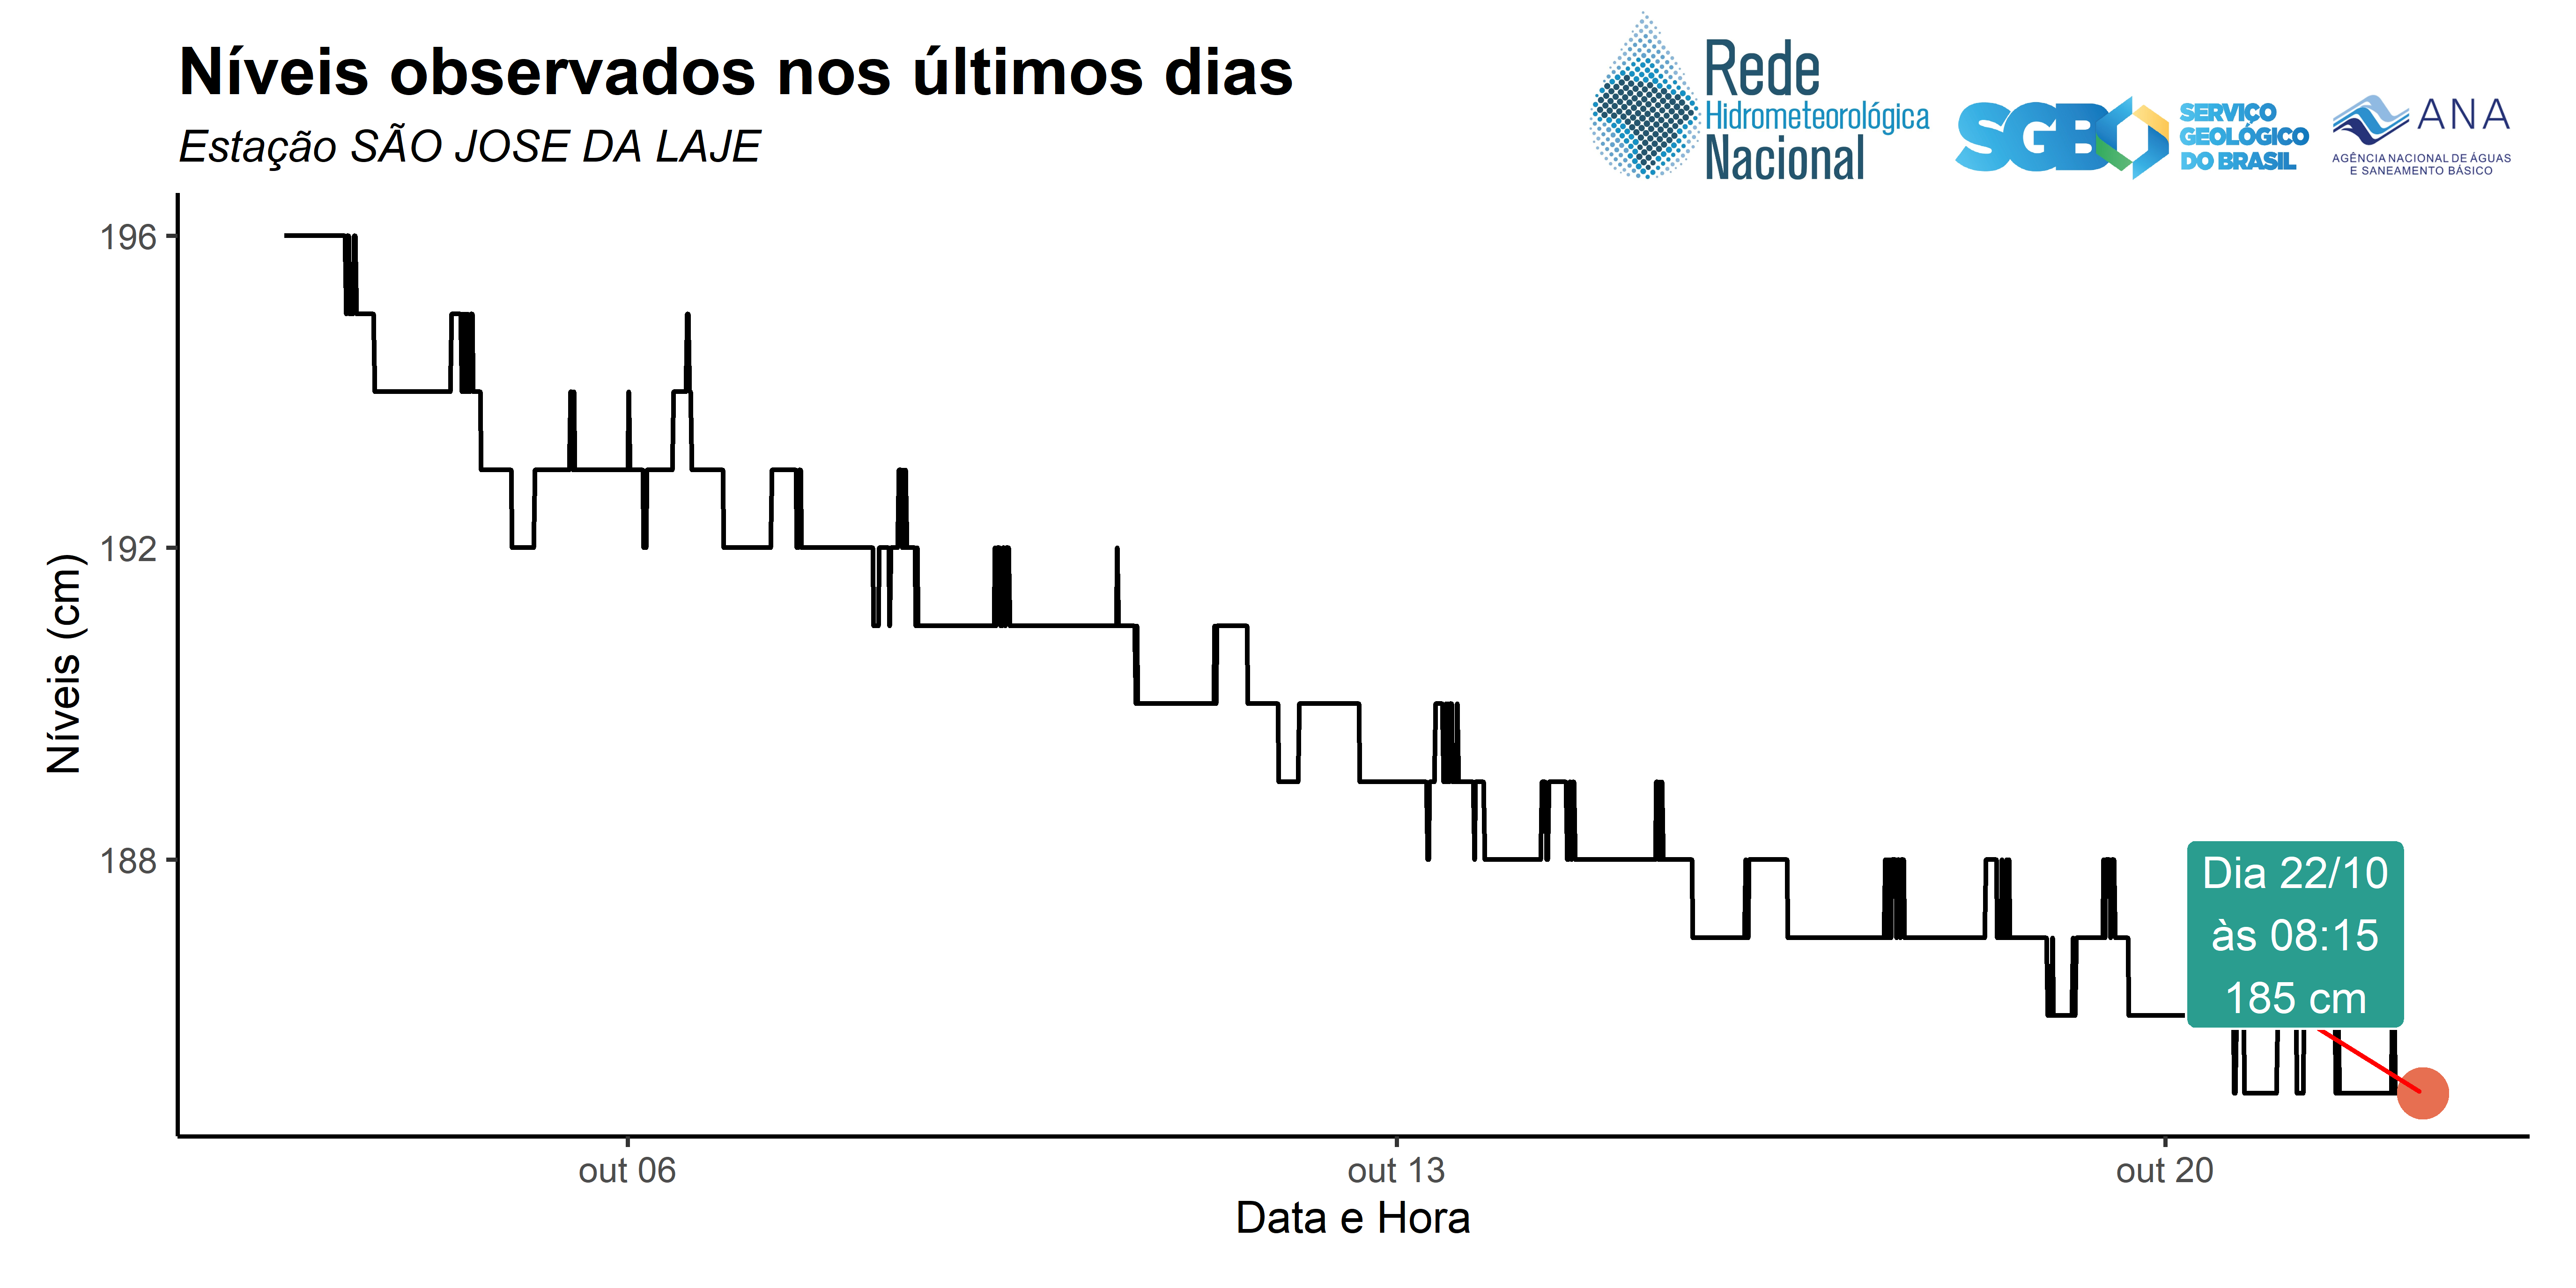 Níveis observados nos últimos dias
Estação SÃO JOSE DA LAJE
Rede
Hidrometeorológica
Nacional
SGB
SERVIÇO
GEOLÓGICO
DO BRASIL
ANA
AGÊNCIA NACIONAL DE ÁGUAS
E SANEAMENTO BÁSICO
196
192
188
Níveis (cm)
Dia 22/10
às 08:15
185 cm
out 06
out 13
out 20
Data e Hora